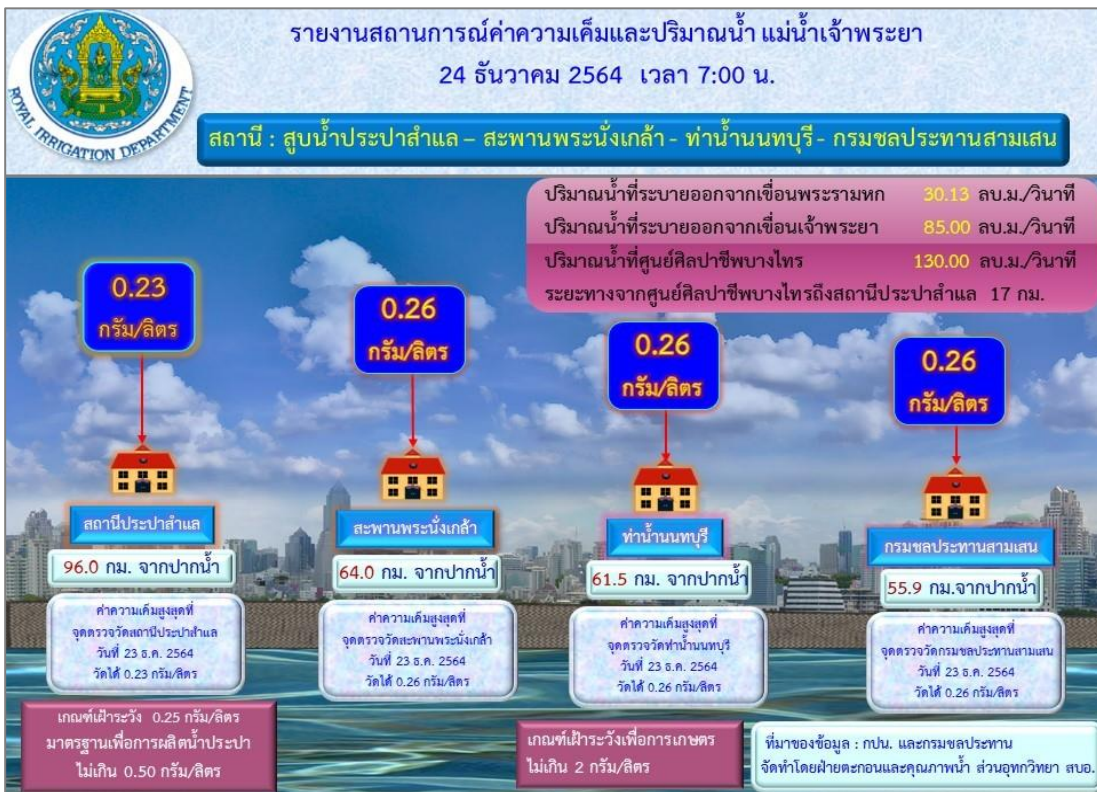 รายงานสถานการณ์ค่าความเค็มและปริมาณน้ำ แม่น้ำเจ้าพระยา
24 ธันวาคม 2564 เวลา 7:00 น.
ROYAL IRRIGATION DEPARTMENT
สถานี : สูบน้ำประปาสำแล – สะพานพระนั่งเกล้า - ท่าน้ำนนทบุรี - กรมชลประทานสามเสน
ปริมาณน้ำที่ระบายออกจากเขื่อนพระรามหก 30.13 ลบ.ม./วินาที
ปริมาณน้ำที่ระบายออกจากเขื่อนเจ้าพระยา 85.00 ลบ.ม./วินาที
ปริมาณน้ำที่ศูนย์ศิลปาชีพบางไทร 130.00 ลบ.ม./วินาที
ระยะทางจากศูนย์ศิลปาชีพบางไทรถึงสถานีประปาสำแล 17 กม.
0.23
กรัม/ลิตร
สถานีประปาสำแล
96.0 กม. จากปากน้ำ
ค่าความเค็มสูงสุดที่
จุดตรวจวัดสถานีประปาสำแล
วันที่ 23 ธ.ค. 2564
วัดได้ 0.23 กรัม/ลิตร
0.26
กรัม/ลิตร
สะพานพระนั่งเกล้า
64.0 กม. จากปากน้ำ
ค่าความเค็มสูงสุดที่
จุดตรวจวัดสะพานพระนั่งเกล้า
วันที่ 23 ธ.ค. 2564
วัดได้ 0.26 กรัม/ลิตร
0.26
กรัม/ลิตร
ท่าน้ำนนทบุรี
61.5 กม. จากปากน้ำ
ค่าความเค็มสูงสุดที่
จุดตรวจวัดท่าน้ำนนทบุรี
วันที่ 23 ธ.ค. 2564
วัดได้ 0.26 กรัม/ลิตร
0.26
กรัม/ลิตร
กรมชลประทานสามเสน
55.9 กม.จากปากน้ำ
ค่าความเค็มสูงสุดที่
จุดตรวจวัดกรมชลประทานสามเสน
วันที่ 23 ธ.ค. 2564
วัดได้ 0.26 กรัม/ลิตร
เกณฑ์เฝ้าระวัง 0.25 กรัม/ลิตร
มาตรฐานเพื่อการผลิตน้ำประปา
ไม่เกิน 0.50 กรัม/ลิตร
เกณฑ์เฝ้าระวังเพื่อการเกษตร
ไม่เกิน 2 กรัม/ลิตร
ที่มาของข้อมูล : กปน. และกรมชลประทาน
จัดทำโดยฝ่ายตะกอนและคุณภาพน้ำ ส่วนอุทกวิทยา สบอ.